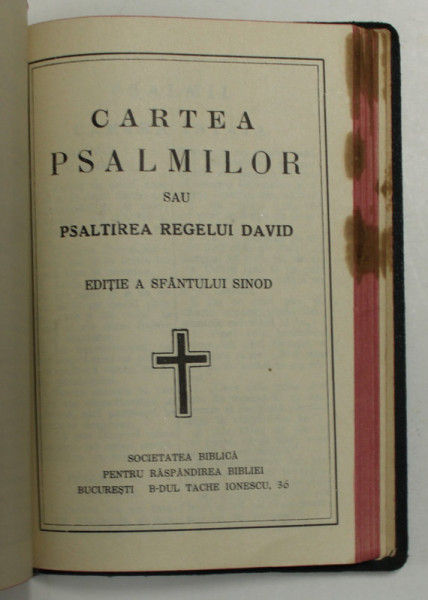 CARTEA
PSALMILOR
SAU
PSALTIREA REGELUI DAVID
EDIȚIE A SFÂNTULUI SINOD
SOCIETATEA BIBLICĂ
PENTRU RĂSPÂNDIREA BIBLIEI
BUCUREȘTI B-DUL TACHE IONESCU, 36